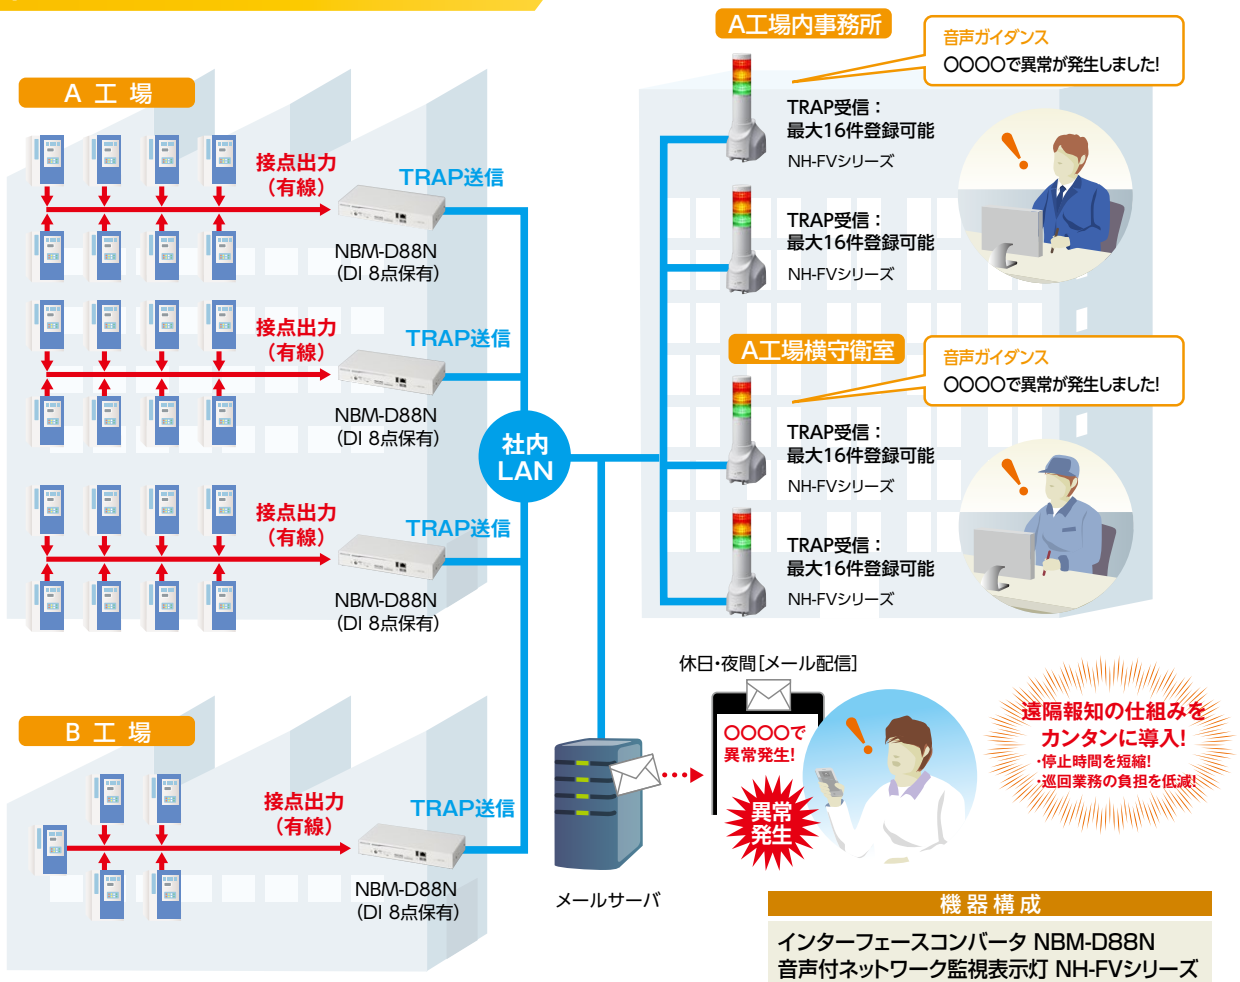 A 工 場
接点出力
（有線）
TRAP送信
NBM-D88N
（DI 8点保有）
接点出力
（有線）
TRAP送信
NBM-D88N
（DI 8点保有）
接点出力
（有線）
TRAP送信
NBM-D88N
（DI 8点保有）
B 工 場
接点出力
（有線）
TRAP送信
NBM-D88N
（DI 8点保有）
社内
LAN
A工場内事務所
音声ガイダンス
〇〇〇〇で異常が発生しました!
TRAP受信：
最大16件登録可能
NH-FVシリーズ
TRAP受信：
最大16件登録可能
NH-FVシリーズ
A工場横守衛室
音声ガイダンス
〇〇〇〇で異常が発生しました!
TRAP受信：
最大16件登録可能
NH-FVシリーズ
TRAP受信：
最大16件登録可能
NH-FVシリーズ
メールサーバ
休日・夜間［メール配信］
〇〇〇〇で
異常発生!
異常
発生
遠隔報知の仕組みを
カンタンに導入!
・停止時間を短縮!
・巡回業務の負担を低減!
機器構成
インターフェースコンバータ NBM-D88N
音声付ネットワーク監視表示灯 NH-FVシリーズ